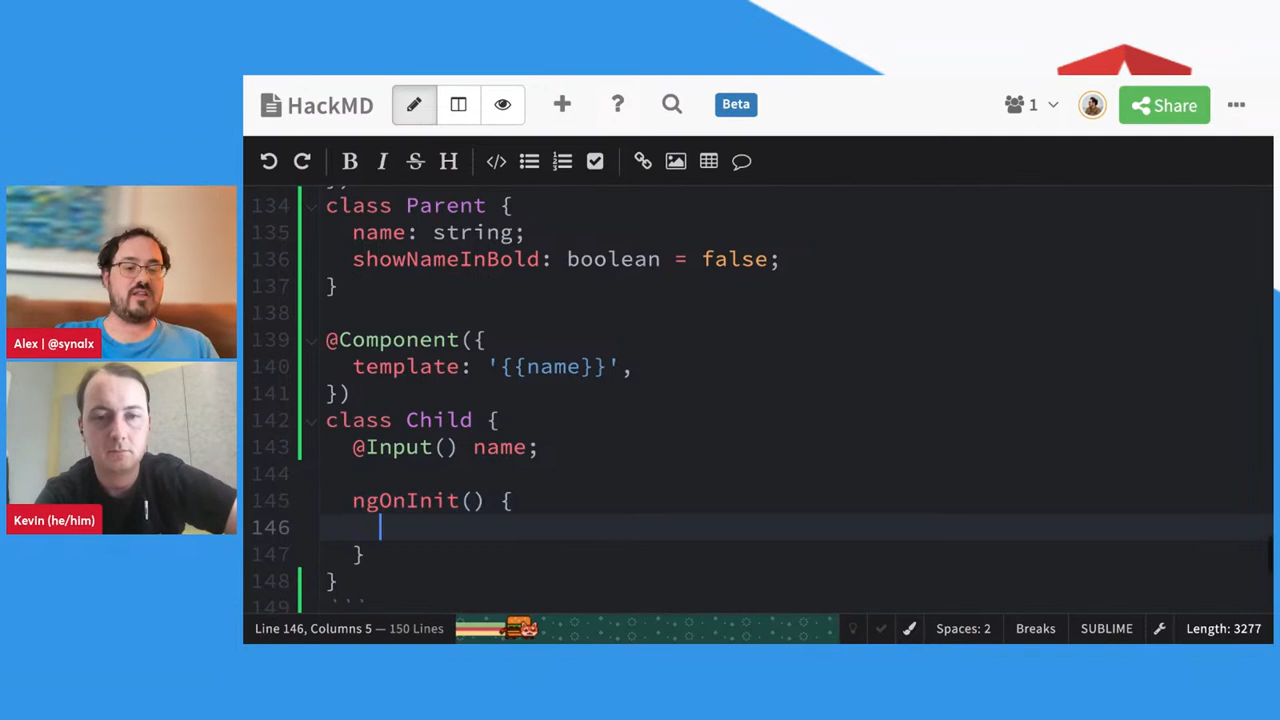 HackMD
Beta
1
Share
B I S H
134 class Parent {
135 name: string;
136 showNameInBold: boolean = false;
137 }
138
139 @Component({
140 template: '{{name}}',
141 })
142 class Child {
143 @Input() name;
144
145 ngOnInit() {
146
147 }
148 }
149 ```
Line 146, Columns 5 — 150 Lines
Spaces: 2
Breaks
SUBLIME
Length: 3277
Alex | @synalx
Kevin (he/him)